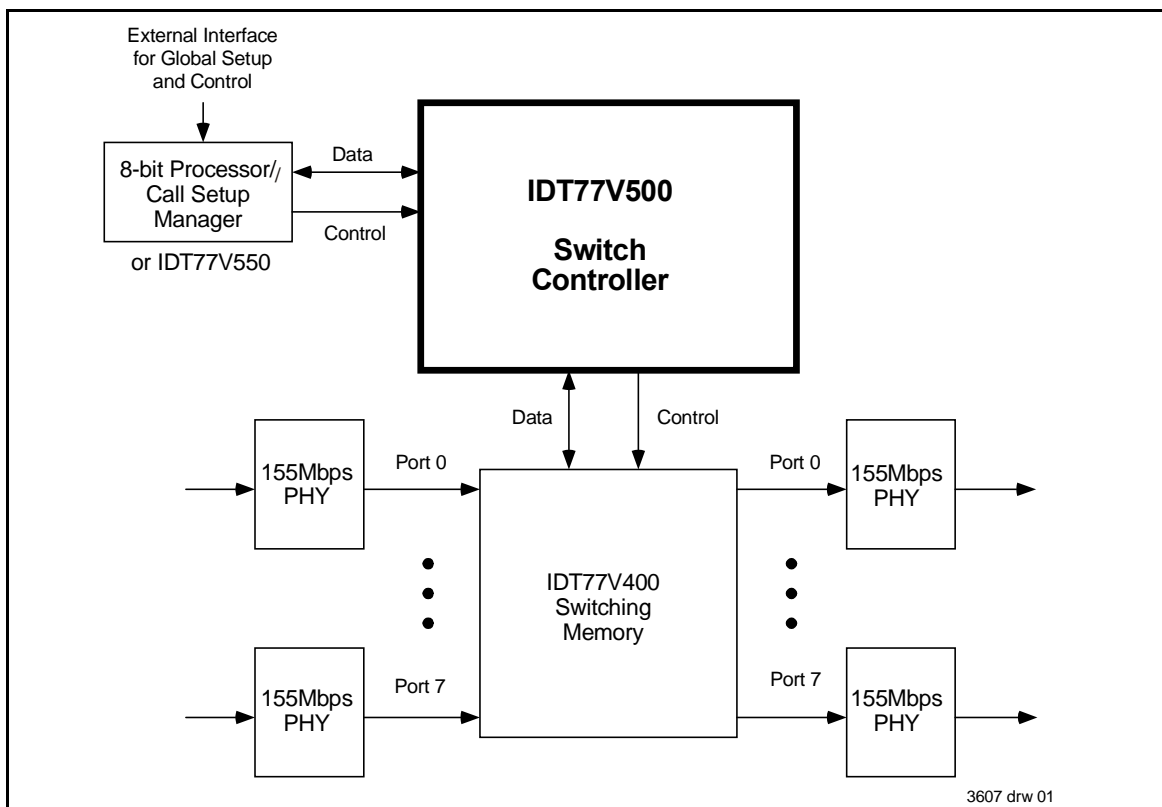 External Interface
for Global Setup
and Control
8-bit Processor//
Call Setup
Manager
or IDT77V550
Data
Control
IDT77V500
Switch
Controller
Data
Control
155Mbps
PHY
Port 0
Port 0
155Mbps
PHY
IDT77V400
Switching
Memory
155Mbps
PHY
Port 7
Port 7
155Mbps
PHY
3607 drw 01